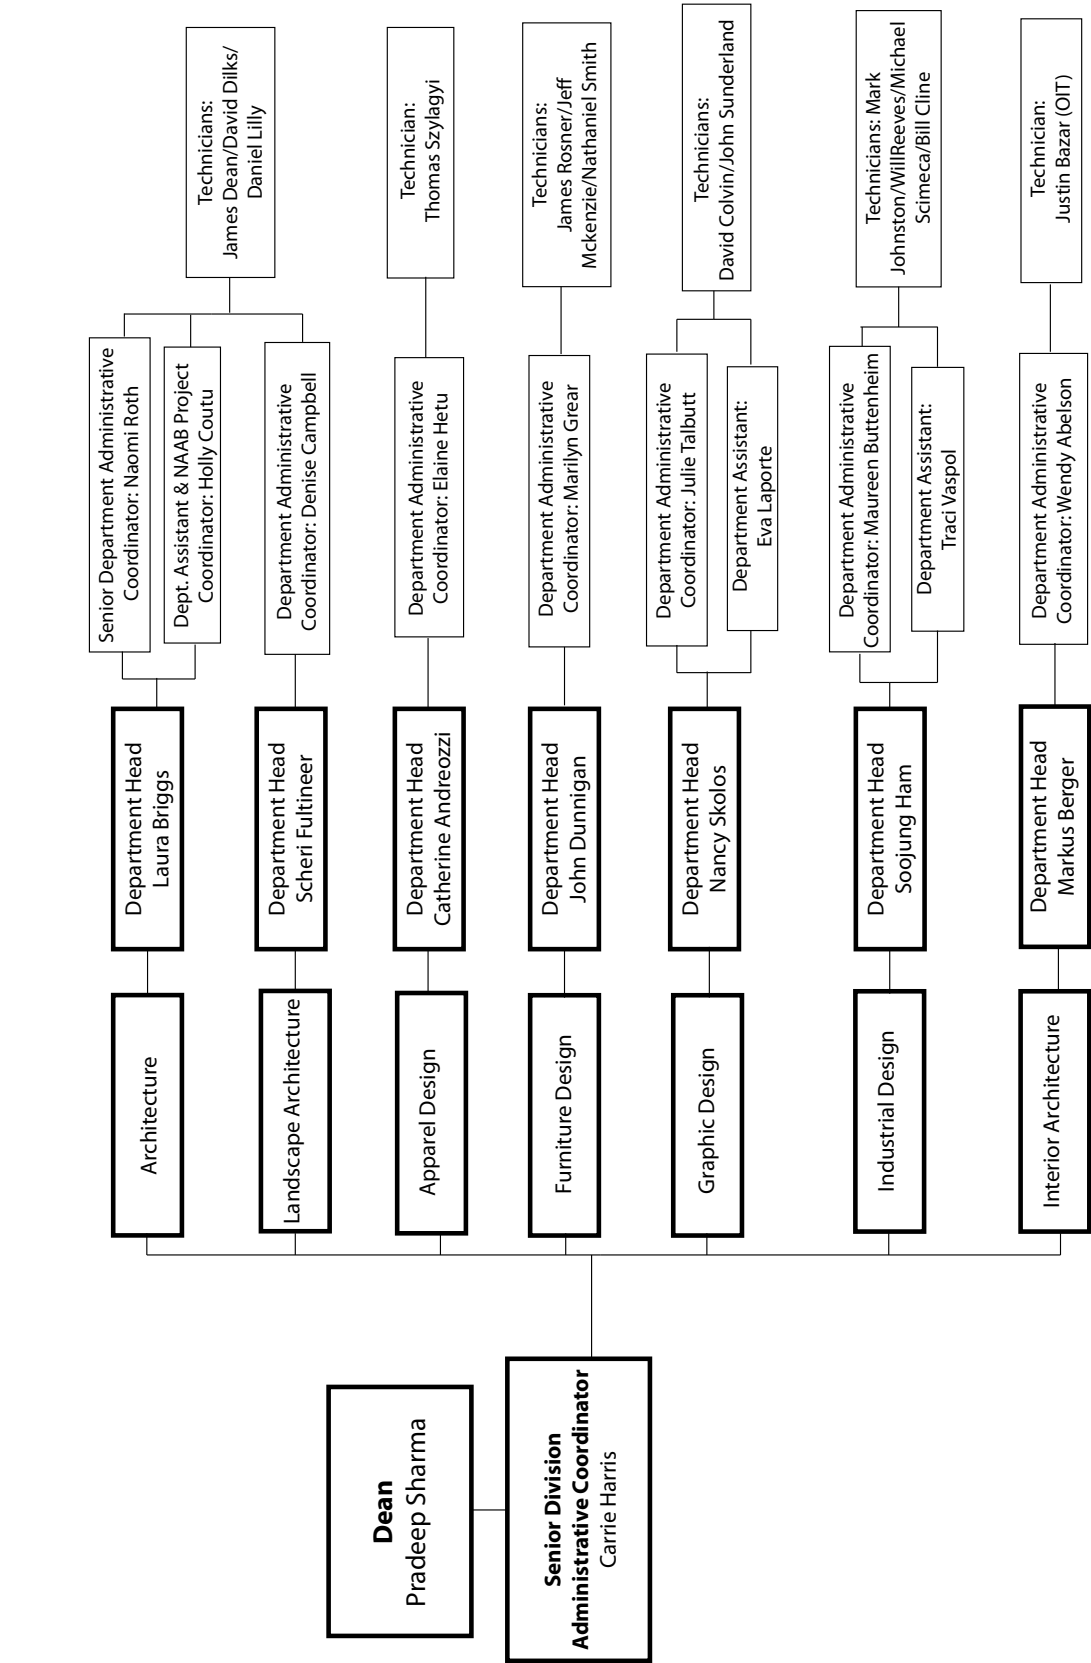 Dean
Pradeep Sharma
Senior Division
Administrative Coordinator
Carrie Harris
Architecture
Department Head
Laura Briggs
Senior Department Administrative
Coordinator: Naomi Roth
Dept. Assistant & NAAB Project
Coordinator: Holly Coutu
Technicians:
James Dean/David Dilks/
Daniel Lilly
Landscape Architecture
Department Head
Scheri Fultineer
Department Administrative
Coordinator: Denise Campbell
Apparel Design
Department Head
Catherine Andreozzi
Department Administrative
Coordinator: Elaine Hetu
Technician:
Thomas Szylagyi
Furniture Design
Department Head
John Dunnigan
Department Administrative
Coordinator: Marilyn Grear
Technicians:
James Rosner/Jeff
Mckenzie/Nathaniel Smith
Graphic Design
Department Head
Nancy Skolos
Department Administrative
Coordinator: Julie Talbutt
Department Assistant:
Eva Laporte
Technicians:
David Colvin/John Sunderland
Industrial Design
Department Head
Soojung Ham
Department Administrative
Coordinator: Maureen Buttenheim
Department Assistant:
Traci Vaspol
Technicians: Mark
Johnston/WillReeves/Michael
Scimeca/Bill Cline
Interior Architecture
Department Head
Markus Berger
Department Administrative
Coordinator: Wendy Abelson
Technician:
Justin Bazar (OIT)